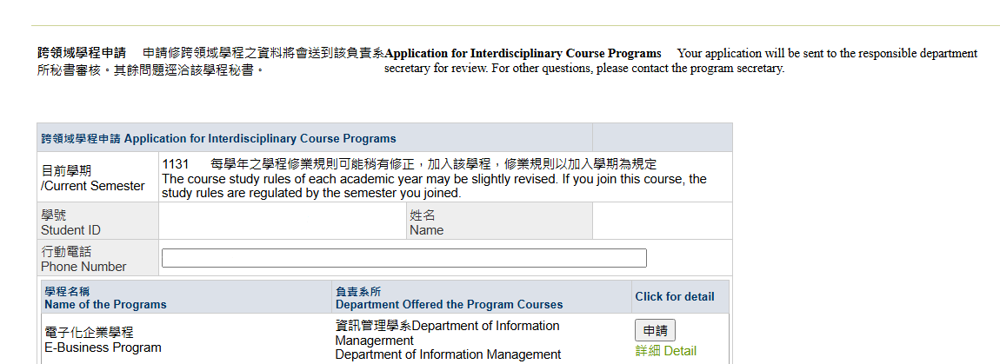 跨領域學程申請 申請修跨領域學程之資料將會送到該負責系
所秘書審核。其餘問題逕洽該學程秘書。
Application for Interdisciplinary Course Programs Your application will be sent to the responsible department
secretary for review. For other questions, please contact the program secretary.
跨領域學程申請 Application for Interdisciplinary Course Programs
目前學期
/Current Semester
1131 每學年之學程修業規則可能稍有修正，加入該學程，修業規則以加入學期為規定
The course study rules of each academic year may be slightly revised. If you join this course, the
study rules are regulated by the semester you joined.
學號
Student ID
姓名
Name
行動電話
Phone Number
學程名稱
Name of the Programs
負責系所
Department Offered the Program Courses
Click for detail
電子化企業學程
E-Business Program
資訊管理學系Department of Information
Managerment
Department of Information Management
申請
詳細 Detail